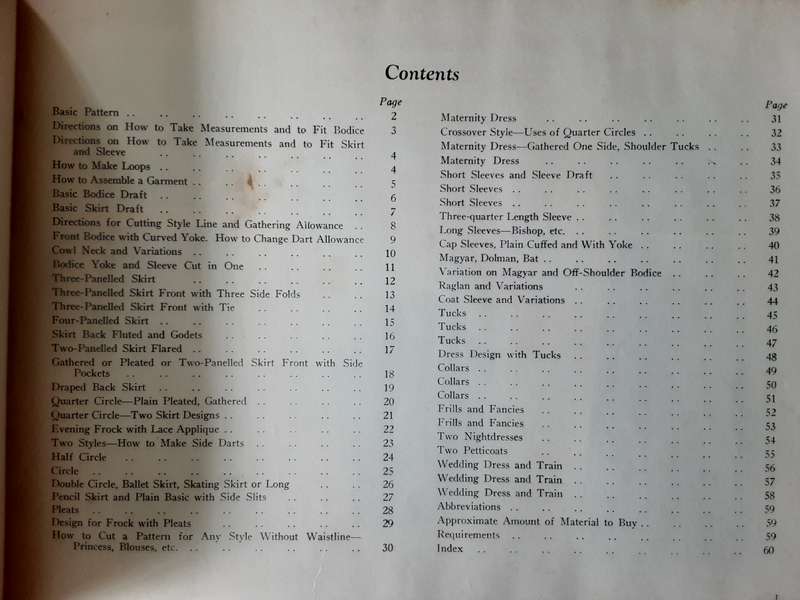 Contents
Page
Basic Pattern .. .. .. .. .. .. .. .. 2
Directions on How to Take Measurements and to Fit Bodice 3
Directions on How to Take Measurements and to Fit Skirt
and Sleeve .. .. .. .. .. .. .. 4
How to Make Loops .. .. .. .. .. .. .. 4
How to Assemble a Garment .. .. .. .. .. .. 5
Basic Bodice Draft .. .. .. .. .. .. .. 6
Basic Skirt Draft .. .. .. .. .. .. .. 7
Directions for Cutting Style Line and Gathering Allowance .. 8
Front Bodice with Curved Yoke. How to Change Dart Allowance 9
Cowl Neck and Variations .. .. .. .. .. .. 10
Bodice Yoke and Sleeve Cut in One .. .. .. .. 11
Three-Panelled Skirt .. .. .. .. .. .. 12
Three-Panelled Skirt Front with Three Side Folds .. .. 13
Three-Panelled Skirt Front with Tie .. .. .. .. 14
Four-Panelled Skirt .. .. .. .. .. .. .. 15
Skirt Back Fluted and Godets .. .. .. .. .. 16
Two-Panelled Skirt Flared .. .. .. .. .. .. 17
Gathered or Pleated or Two-Panelled Skirt Front with Side
Pockets .. .. .. .. .. .. .. .. 18
Draped Back Skirt .. .. .. .. .. .. .. 19
Quarter Circle—Plain Pleated, Gathered .. .. .. .. 20
Quarter Circle—Two Skirt Designs .. .. .. .. .. 21
Evening Frock with Lace Applique .. .. .. .. .. 22
Two Styles—How to Make Side Darts .. .. .. .. 23
Half Circle .. .. .. .. .. .. .. .. 24
Circle .. .. .. .. .. .. .. .. .. 25
Double Circle, Ballet Skirt, Skating Skirt or Long .. .. 26
Pencil Skirt and Plain Basic with Side Slits .. .. .. 27
Pleats .. .. .. .. .. .. .. .. .. 28
Design for Frock with Pleats .. .. .. .. .. 29
How to Cut a Pattern for Any Style Without Waistline—
Princess, Blouses, etc. .. .. .. .. .. .. 30
Page
Maternity Dress .. .. .. .. .. .. .. 31
Crossover Style—Uses of Quarter Circles .. .. .. .. 32
Maternity Dress—Gathered One Side, Shoulder Tucks .. .. 33
Maternity Dress .. .. .. .. .. .. .. 34
Short Sleeves and Sleeve Draft .. .. .. .. .. 35
Short Sleeves .. .. .. .. .. .. .. .. 36
Short Sleeves .. .. .. .. .. .. .. .. 37
Three-quarter Length Sleeve .. .. .. .. .. .. 38
Long Sleeves—Bishop, etc. .. .. .. .. .. .. 39
Cap Sleeves, Plain Cuffed and With Yoke .. .. .. .. 40
Magyar, Dolman, Bat .. .. .. .. .. .. .. 41
Variation on Magyar and Off-Shoulder Bodice .. .. .. 42
Raglan and Variations .. .. .. .. .. .. 43
Coat Sleeve and Variations .. .. .. .. .. .. 44
Tucks .. .. .. .. .. .. .. .. .. 45
Tucks .. .. .. .. .. .. .. .. .. 46
Tucks .. .. .. .. .. .. .. .. .. 47
Dress Design with Tucks .. .. .. .. .. .. 48
Collars .. .. .. .. .. .. .. .. .. 49
Collars .. .. .. .. .. .. .. .. .. 50
Collars .. .. .. .. .. .. .. .. .. 51
Frills and Fancies .. .. .. .. .. .. .. 52
Frills and Fancies .. .. .. .. .. .. .. 53
Two Nightdresses .. .. .. .. .. .. .. 54
Two Petticoats .. .. .. .. .. .. .. 55
Wedding Dress and Train .. .. .. .. .. .. 56
Wedding Dress and Train .. .. .. .. .. .. 57
Wedding Dress and Train .. .. .. .. .. .. 58
Abbreviations .. .. .. .. .. .. .. .. 59
Approximate Amount of Material to Buy .. .. .. .. 59
Requirements .. .. .. .. .. .. .. .. 59
Index .. .. .. .. .. .. .. .. .. 60